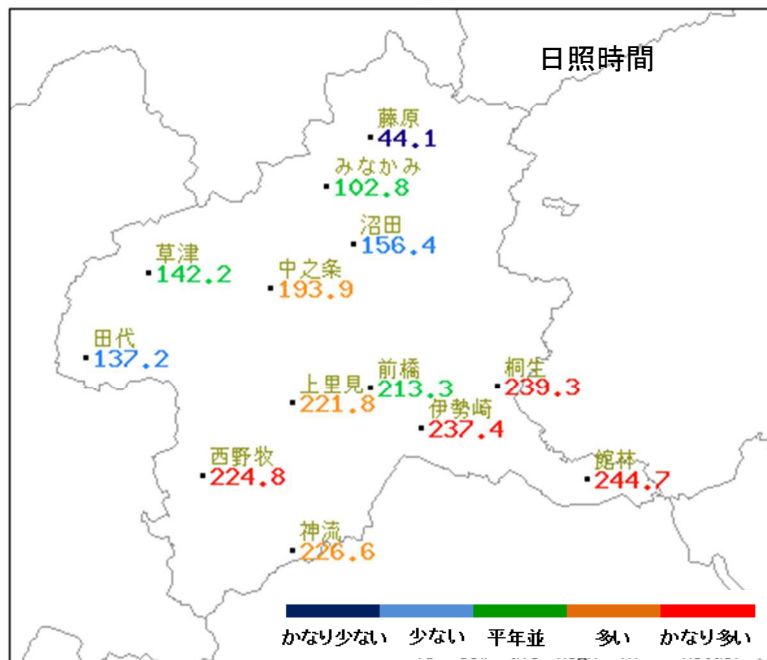 日照時間
藤原
44.1
みなかみ
102.8
沼田
156.4
草津
142.2
中之条
193.9
田代
137.2
前橋
213.3
桐生
239.3
上里見
221.8
伊勢崎
237.4
西野牧
224.8
館林
244.7
神流
226.6
かなり少ない 少ない 平年並 多い かなり多い